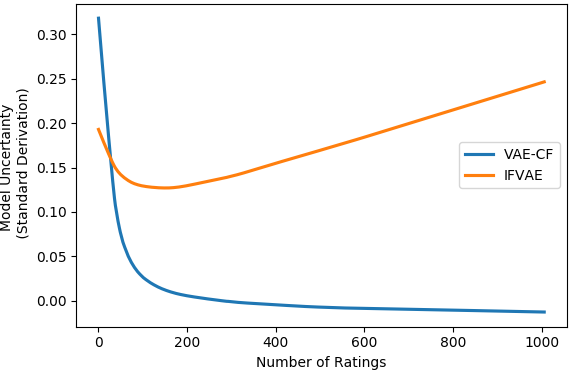 Model Uncertainty
(Standard Derivation)
0.30
0.25
0.20
0.15
0.10
0.05
0.00
VAE-CF
IFVAE
0 200 400 600 800 1000
Number of Ratings